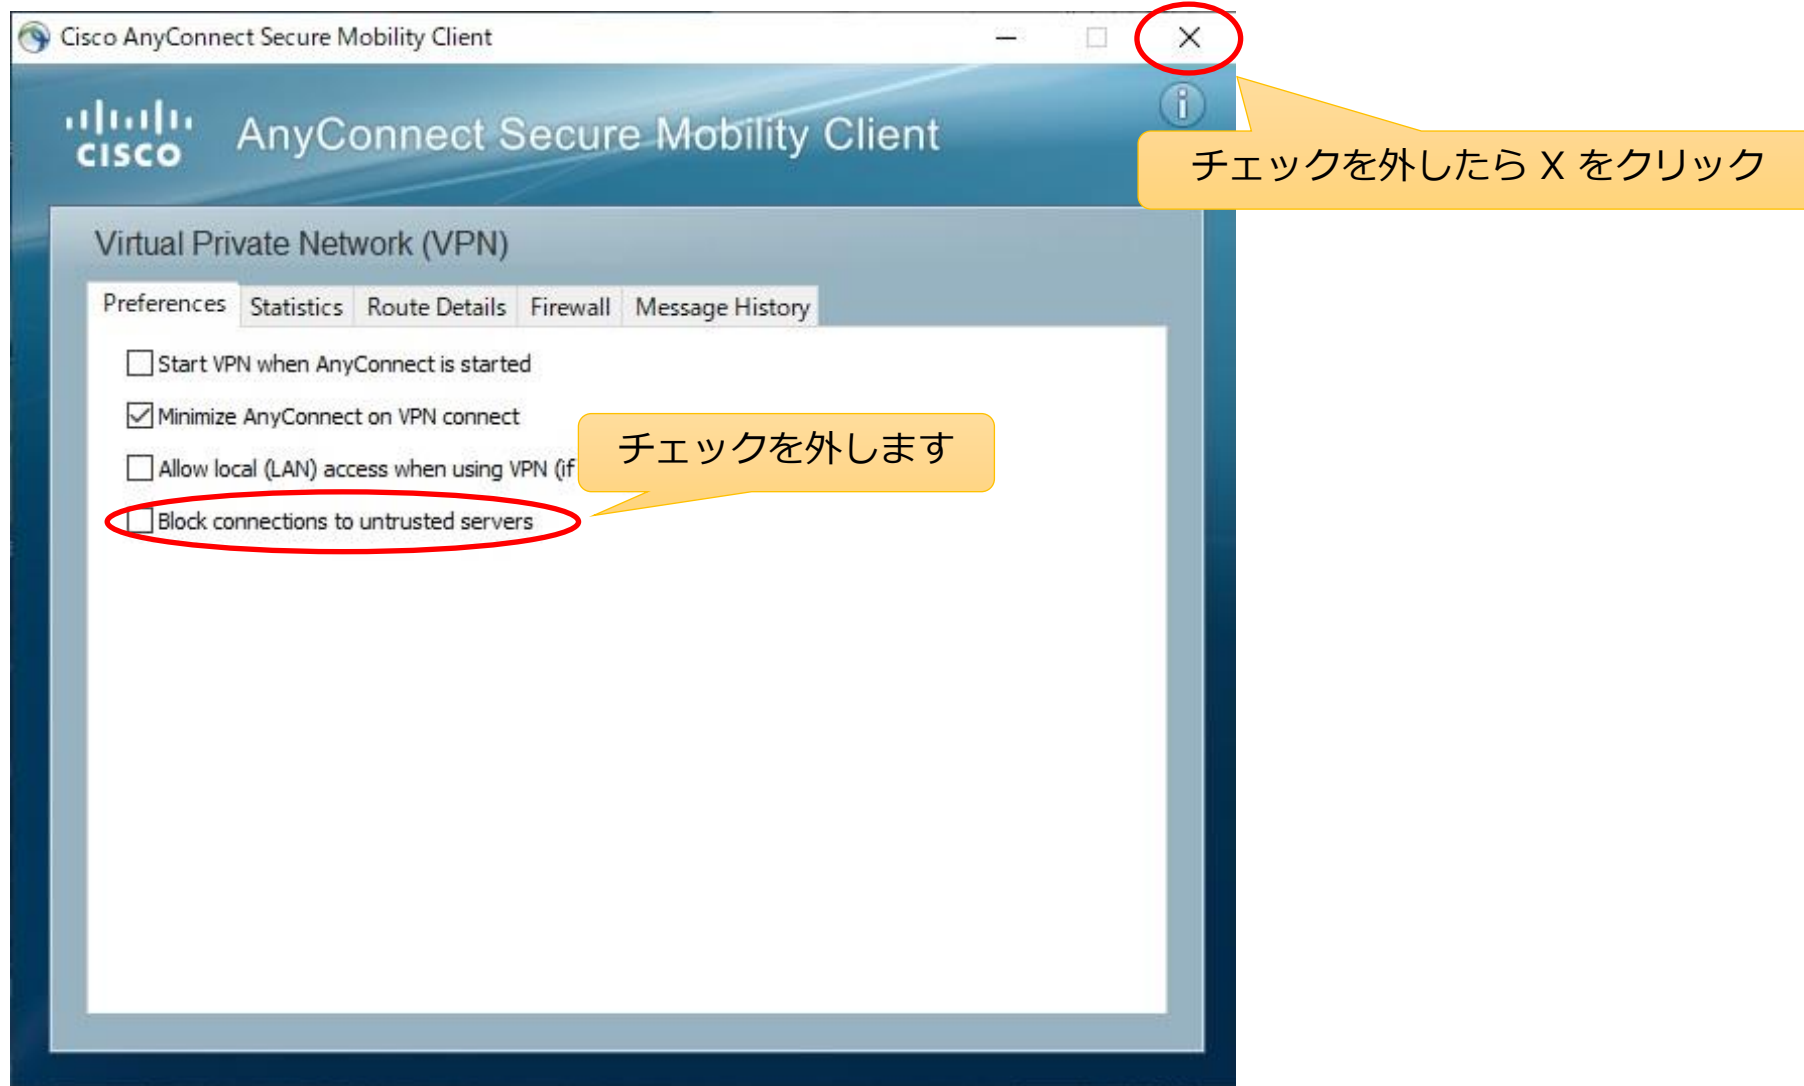 Cisco AnyConnect Secure Mobility Client
CISCO
AnyConnect Secure Mobility Client
チェックを外したら X をクリック
Virtual Private Network (VPN)
Preferences Statistics Route Details Firewall Message History
Start VPN when AnyConnect is started
Minimize AnyConnect on VPN connect
チェックを外します
Allow local (LAN) access when using VPN (if
Block connections to untrusted servers